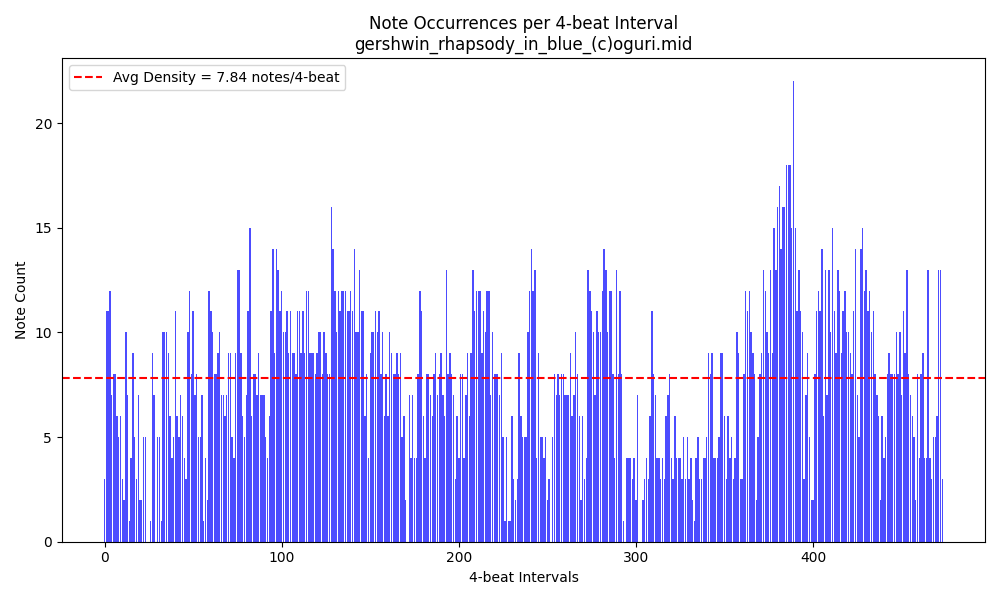 Note Occurrences per 4-beat Interval
gershwin_rhapsody_in_blue_(c)oguri.mid
Avg Density = 7.84 notes/4-beat
Note Count
20
15
10
5
0
0 100 200 300 400
4-beat Intervals